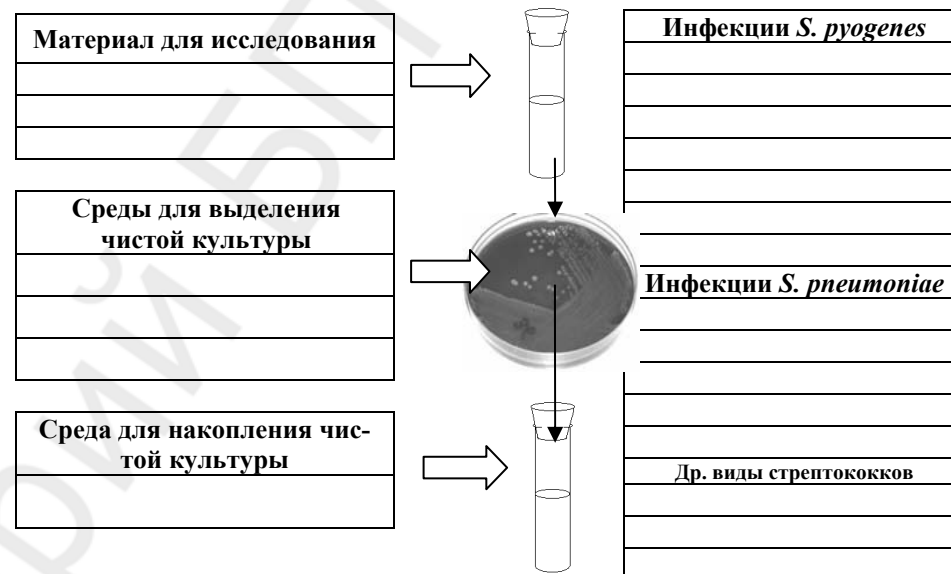 Материал для исследования
Среды для выделения
чистой культуры
Среда для накопления чис-
той культуры
Инфекции S. pyogenes
Инфекции S. pneumoniae
Др. виды стрептококков